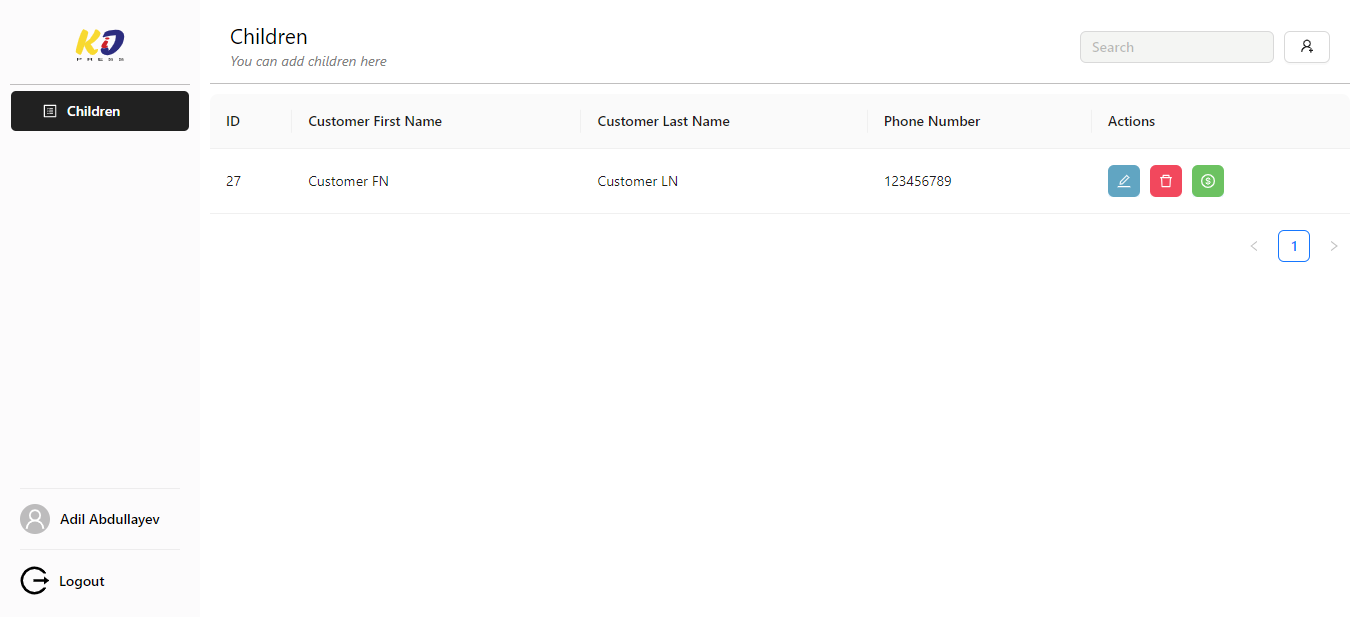 KiD
PRESS
Children
You can add children here
Search
Children
ID Customer First Name Customer Last Name Phone Number Actions
27 Customer FN Customer LN 123456789
1
Adil Abdullayev
Logout